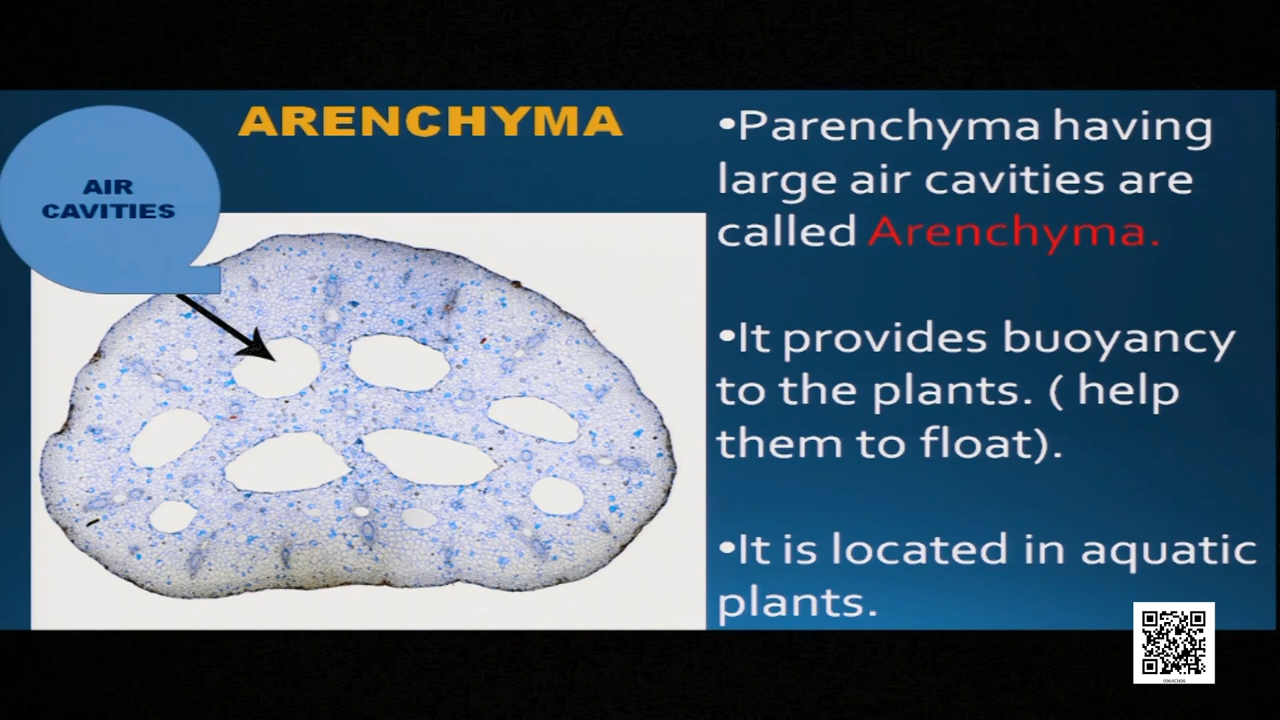 ARENCHYMA
AIR
CAVITIES
•Parenchyma having
large air cavities are
called Arenchyma.
•It provides buoyancy
to the plants. ( help
them to float).
•It is located in aquatic
plants.